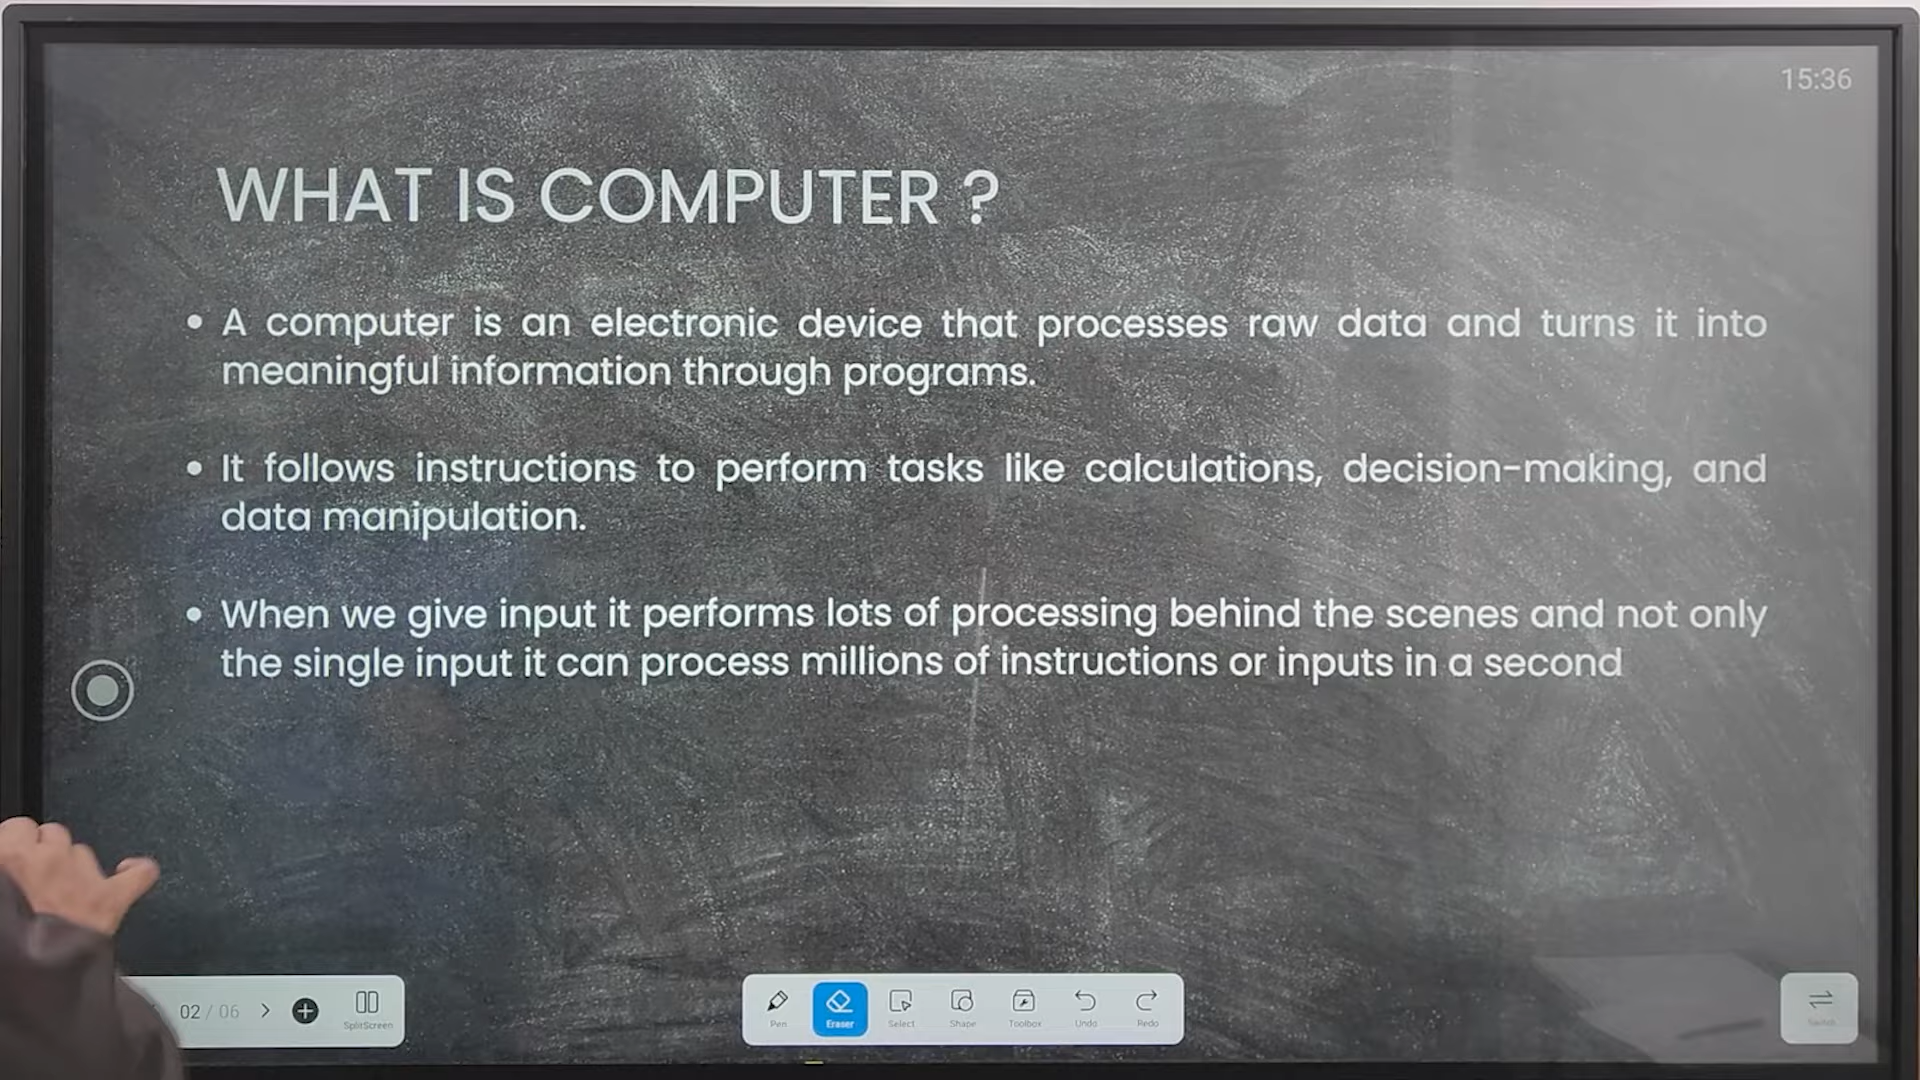 15:36
WHAT IS COMPUTER ?
• A computer is an electronic device that processes raw data and turns it into
meaningful information through programs.
• It follows instructions to perform tasks like calculations, decision-making, and
data manipulation.
• When we give input it performs lots of processing behind the scenes and not only
the single input it can process millions of instructions or inputs in a second
02 / 06
SplitScreen
Pen Eraser Select Shape Toolbox Undo Redo
Switch